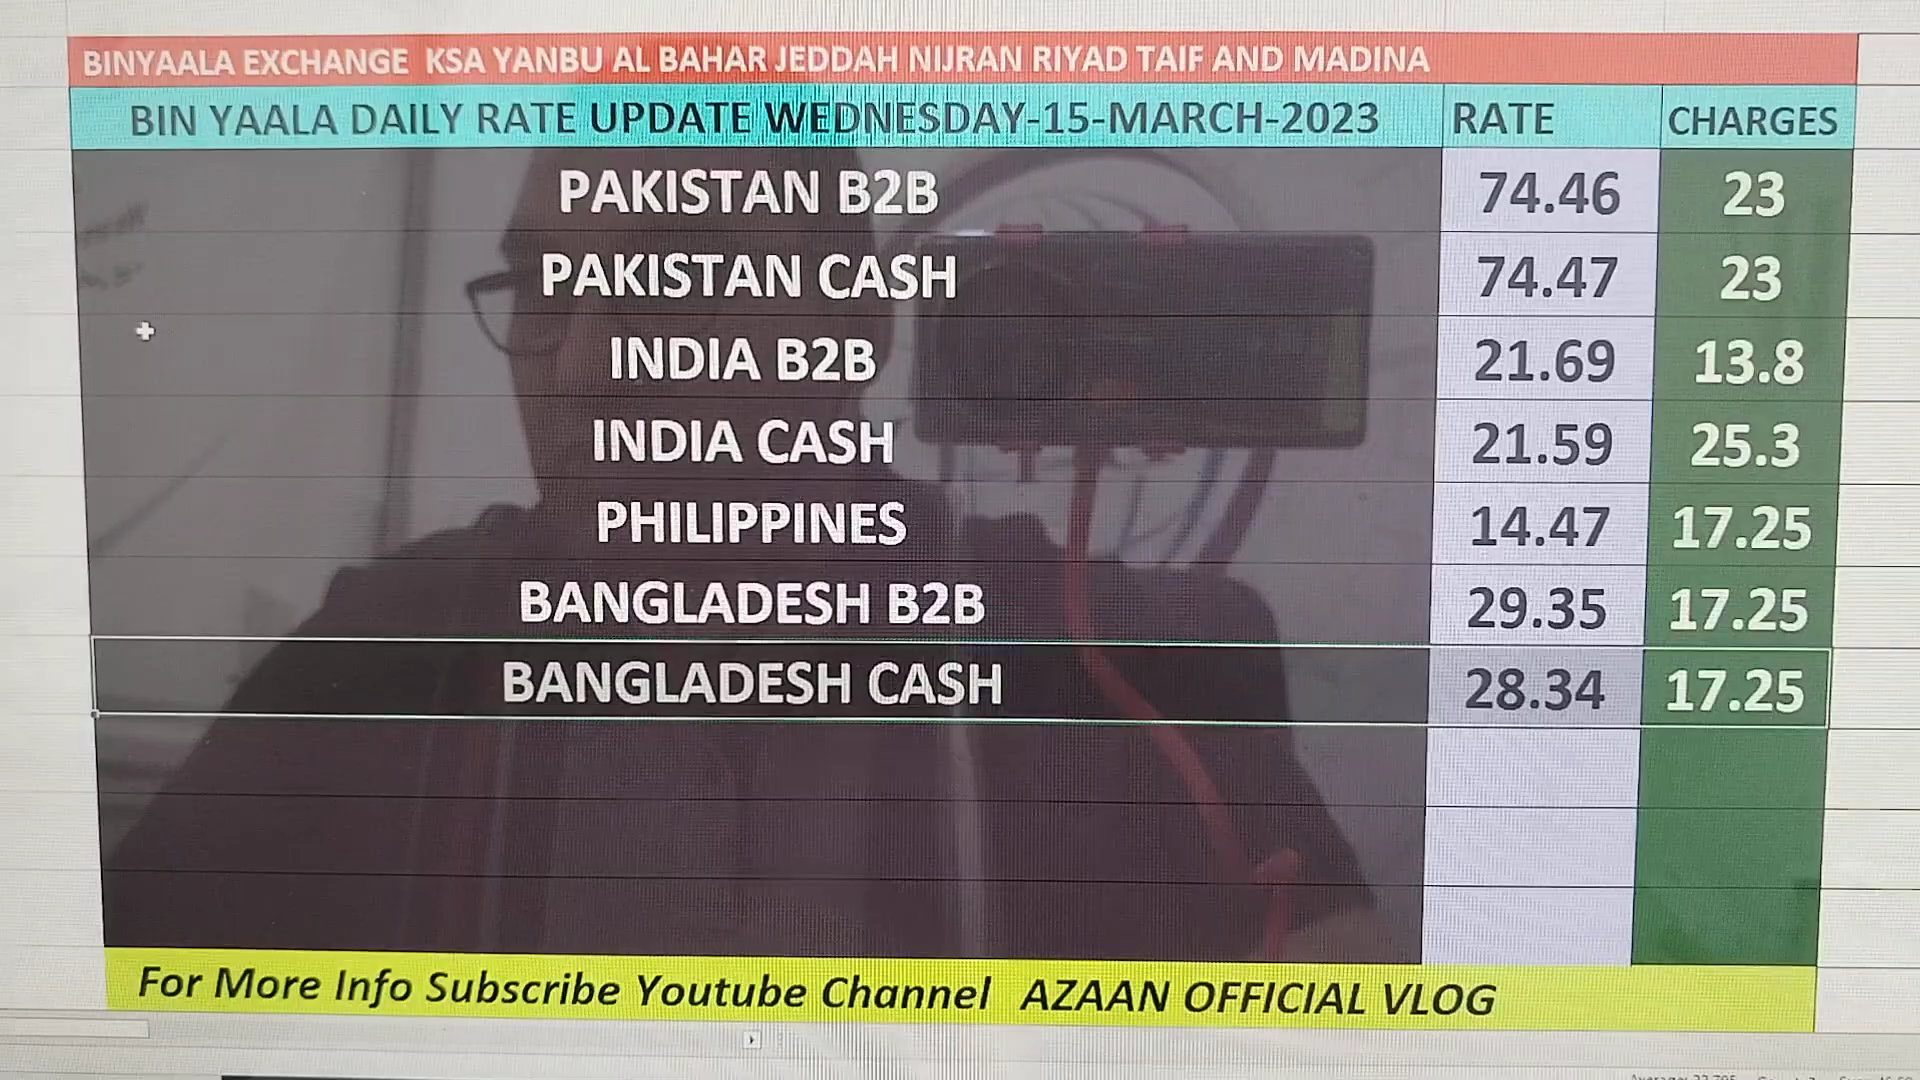 BINYAALA EXCHANGE KSA YANBU AL BAHAR JEDDAH NIJRAN RIYAD TAIF AND MADINA
BIN YAALA DAILY RATE UPDATE WEDNESDAY-15-MARCH-2023 RATE CHARGES
PAKISTAN B2B 74.46 23
PAKISTAN CASH 74.47 23
INDIA B2B 21.69 13.8
INDIA CASH 21.59 25.3
PHILIPPINES 14.47 17.25
BANGLADESH B2B 29.35 17.25
BANGLADESH CASH 28.34 17.25
For More Info Subscribe Youtube Channel AZAAN OFFICIAL VLOG